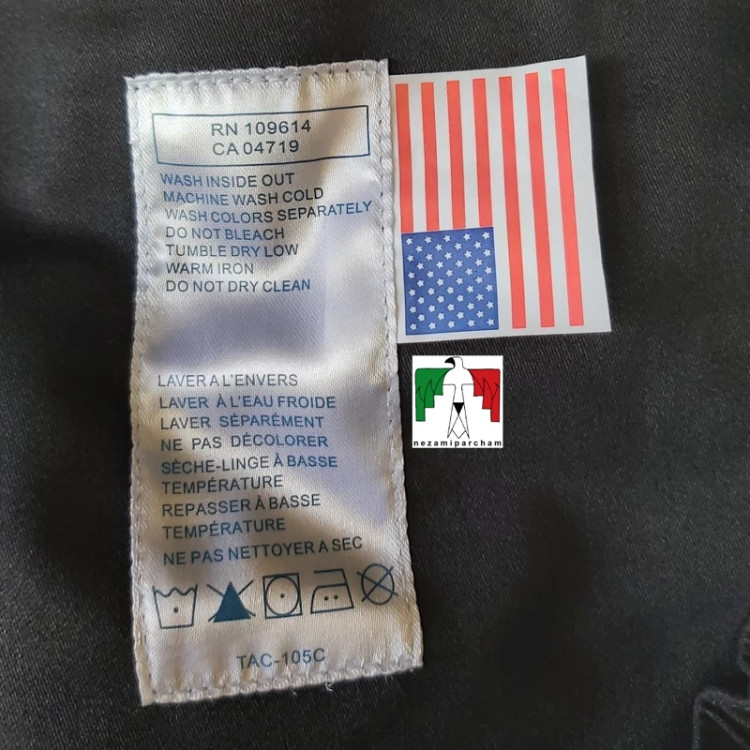 RN 109614
CA 04719
WASH INSIDE OUT
MACHINE WASH COLD
WASH COLORS SEPARATELY
DO NOT BLEACH
TUMBLE DRY LOW
WARM IRON
DO NOT DRY CLEAN
LAVER A L'ENVERS
LAVER À L'EAU FROIDE
LAVER SÉPARÉMENT
NE PAS DÉCOLORER
SÈCHE-LINGE À BASSE
TEMPÉRATURE
REPASSER À BASSE
TEMPÉRATURE
NE PAS NETTOYER A SEC
TAC-105C
nezamiparcham